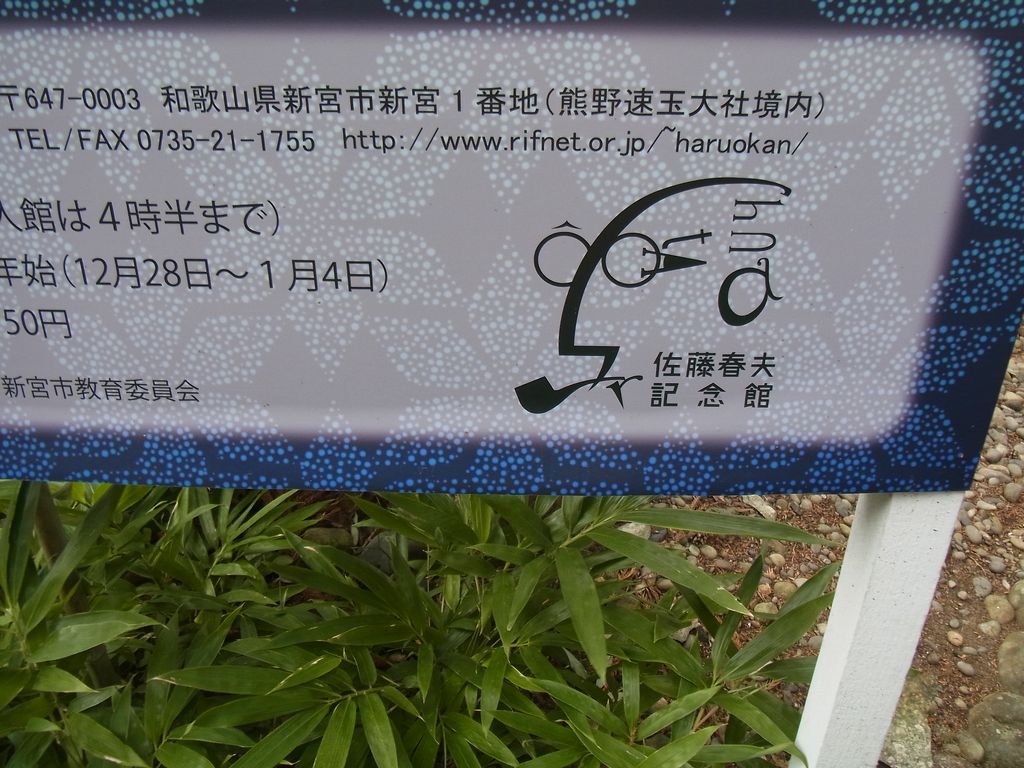 〒647-0003 和歌山県新宮市新宮1番地（熊野速玉大社境内）
TEL/FAX 0735-21-1755 http://www.rifnet.or.jp/~haruokan/
入館は4時半まで）
年始（12月28日～1月4日）
50円
新宮市教育委員会
佐藤春夫
記念館